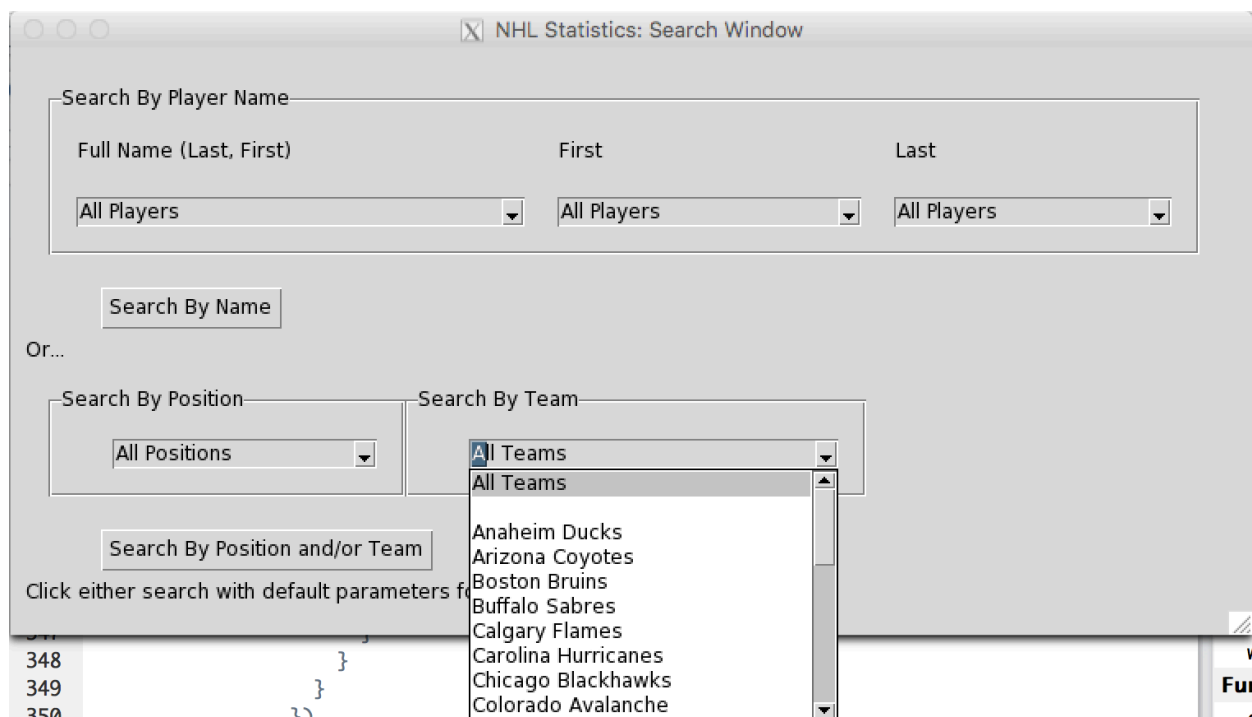 NHL Statistics: Search Window
Search By Player Name
Full Name (Last, First) First Last
All Players All Players All Players
Search By Name
Or...
Search By Position Search By Team
All Positions All Teams
All Teams
Anaheim Ducks
Arizona Coyotes
Search By Position and/or Team
Boston Bruins
Click either search with default parameters
Buffalo Sabres
Calgary Flames
348 } Carolina Hurricanes
349 } Chicago Blackhawks
350 }) Colorado Avalanche